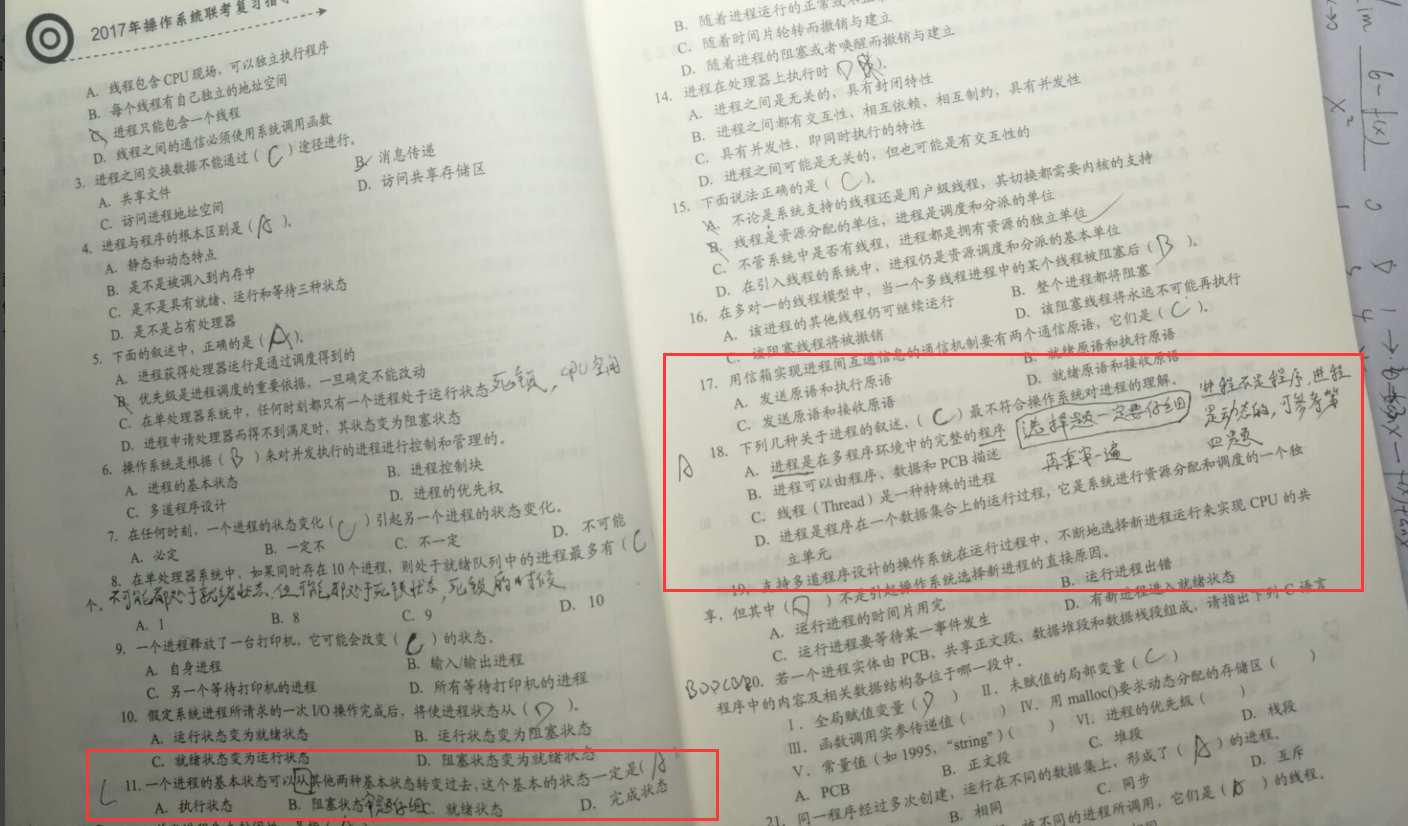 2017年操作系统联考复习指导
A. 线程包含CPU现场，可以独立执行程序
B. 每个线程有自己独立的地址空间
C. 进程只能包含一个线程
D. 线程之间的通信必须使用系统调用函数
3. 进程之间交换数据不能通过（ C ）途径进行。
A. 共享文件
B. 消息传递
C. 访问进程地址空间
D. 访问共享存储区
4. 进程与程序的根本区别是（ A ）。
A. 静态和动态特点
B. 是不是被调入到内存中
C. 是不是具有就绪、运行和等待三种状态
D. 是不是占有处理器
5. 下面的叙述中，正确的是（ A ）。
A. 进程获得处理器运行是通过调度得到的
B. 优先级是进程调度的重要依据，一旦确定不能改动
C. 在单处理器系统中，任何时刻都只有一个进程处于运行状态 死锁，CPU空闲
D. 进程申请处理器而得不到满足时，其状态变为阻塞状态
6. 操作系统是根据（ B ）来对并发执行的进程进行控制和管理的。
A. 进程的基本状态
B. 进程控制块
C. 多道程序设计
D. 进程的优先权
7. 在任何时刻，一个进程的状态变化（ C ）引起另一个进程的状态变化。
A. 必定
B. 一定不
C. 不一定
D. 不可能
8. 在单处理器系统中，如果同时存在10个进程，则处于就绪队列中的进程最多有（ C
个。不可能都处于就绪状态，但可能都处于死锁状态，死锁的时候
A. 1
B. 8
C. 9
D. 10
9. 一个进程释放了一台打印机，它可能会改变（ C ）的状态。
A. 自身进程
B. 输入/输出进程
C. 另一个等待打印机的进程
D. 所有等待打印机的进程
10. 假定系统进程所请求的一次I/O操作完成后，将使进程状态从（ D ）。
A. 运行状态变为就绪状态
B. 运行状态变为阻塞状态
C. 就绪状态变为运行状态
D. 阻塞状态变为就绪状态
C 11. 一个进程的基本状态可以从其他两种基本状态转变过去，这个基本的状态一定是（ A
A. 执行状态
B. 阻塞状态
C. 就绪状态
D. 完成状态
B. 随着进程运行的正常或不正
C. 随着时间片轮转而撤销与建立
D. 随着进程的阻塞或者唤醒而撤销与建立
14. 进程在处理器上执行时（ D ）。
A. 进程之间是无关的，具有封闭特性
B. 进程之间都有交互性，相互依赖、相互制约，具有并发性
C. 具有并发性，即同时执行的特性
D. 进程之间可能是无关的，但也可能是有交互性的
15. 下面说法正确的是（ C ）。
A. 不论是系统支持的线程还是用户级线程，其切换都需要内核的支持
B. 线程是资源分配的单位，进程是调度和分派的单位
C. 不管系统中是否有线程，进程都是拥有资源的独立单位
D. 在引入线程的系统中，进程仍是资源调度和分派的基本单位
16. 在多对一的线程模型中，当一个多线程进程中的某个线程被阻塞后（ B ）。
A. 该进程的其他线程仍可继续运行
B. 整个进程都将阻塞
C. 该阻塞线程将被撤销
D. 该阻塞线程将永远不可能再执行
17. 用信箱实现进程间互通信息的通信机制要有两个通信原语，它们是（ C ）。
A. 发送原语和执行原语
B. 就绪原语和执行原语
C. 发送原语和接收原语
D. 就绪原语和接收原语
A 18. 下列几种关于进程的叙述，（ C ）最不符合操作系统对进程的理解。
选择题一定要仔细
再重审一遍
进程不是程序，进程
是动态的，可参考第
四题
A. 进程是在多程序环境中的完整的程序
B. 进程可以由程序、数据和PCB描述
C. 线程（Thread）是一种特殊的进程
D. 进程是程序在一个数据集合上的运行过程，它是系统进行资源分配和调度的一个独
立单元
19. 支持多道程序设计的操作系统在运行过程中，不断地选择新进程运行来实现CPU的共
享，但其中（ D ）不是引起操作系统选择新进程的直接原因。
A. 运行进程的时间片用完
B. 运行进程出错
C. 运行进程要等待某一事件发生
D. 有新进程进入就绪状态
20. 若一个进程实体由PCB、共享正文段、数据堆段和数据栈段组成，请指出下列C语言
程序中的内容及相关数据结构各位于哪一段中。
Ⅰ. 全局赋值变量（ ）
Ⅱ. 未赋值的局部变量（ ）
Ⅲ. 函数调用实参传递值（ ）
Ⅳ. 用malloc()要求动态分配的存储区（ ）
Ⅴ. 常量值（如1995，“string”）（ ）
Ⅵ. 进程的优先级（ ）
A. PCB
B. 正文段
C. 堆段
D. 栈段
21. 同一程序经过多次创建，运行在不同的数据集上，形成了（ A ）的进程。
B. 相同
C. 同步
D. 互斥
被不同的进程所调用，它们是（ ）的线程。